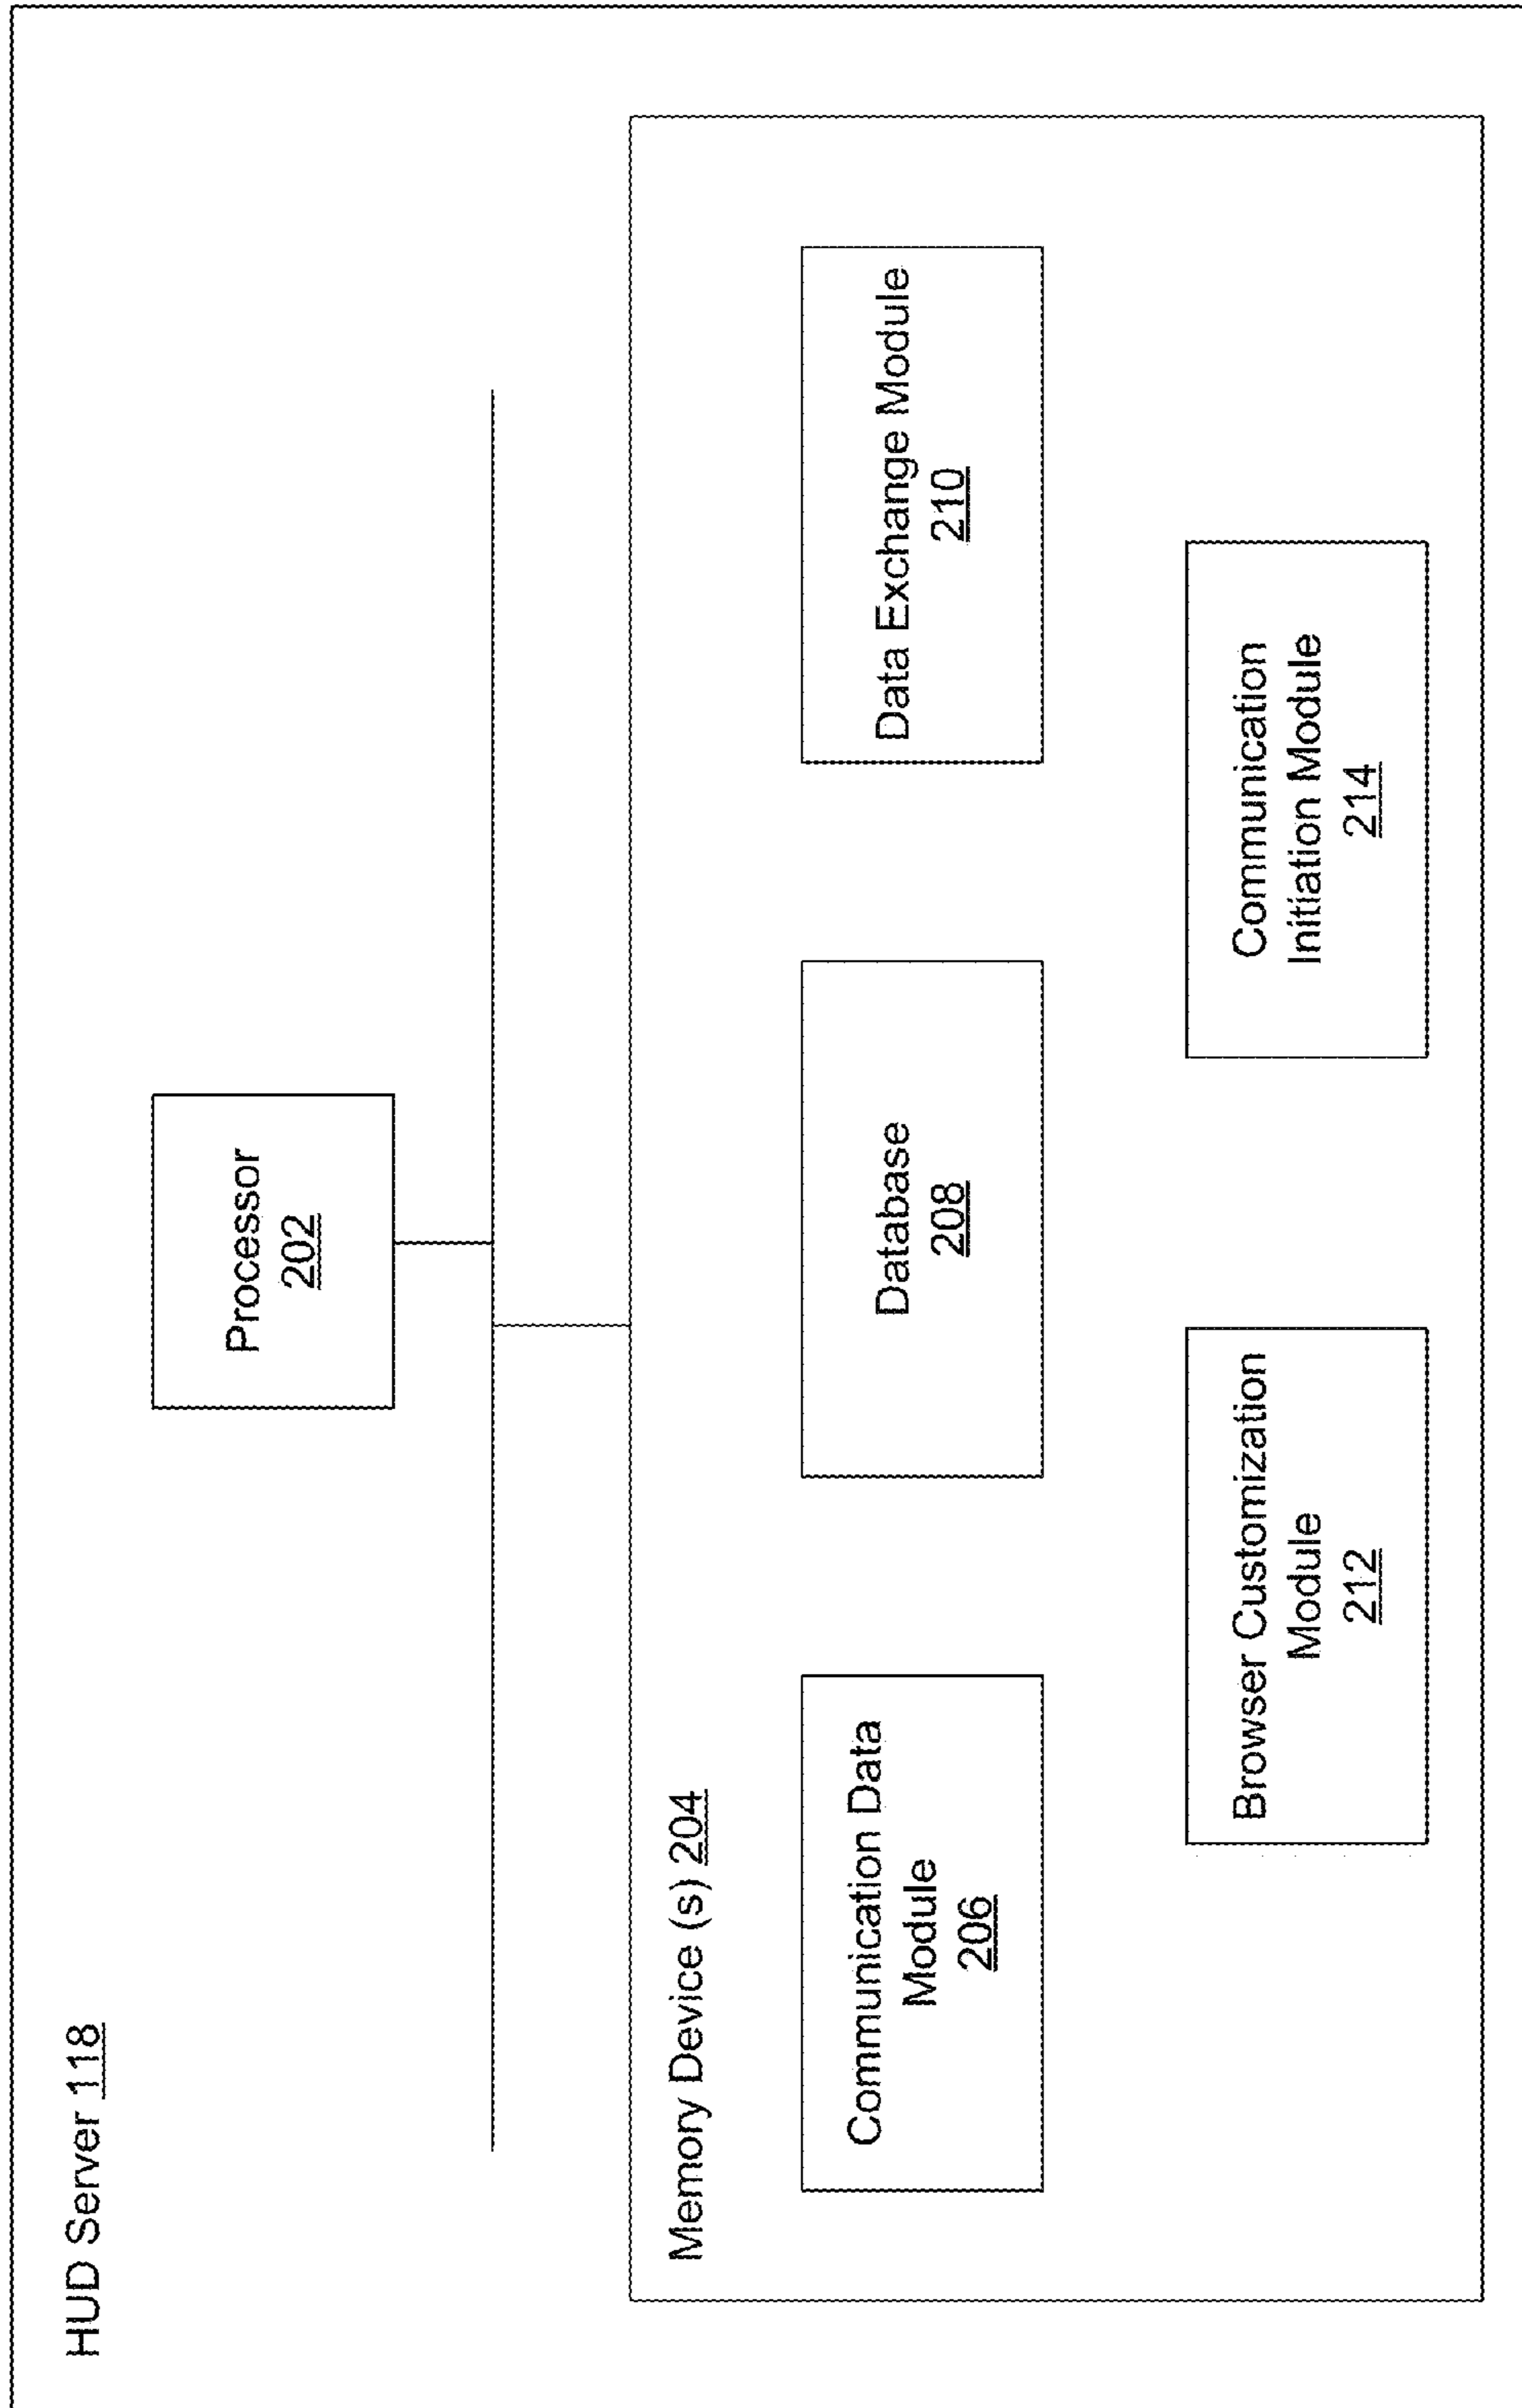 HUD Server 118
Processor
202
Memory Device (s) 204
Communication Data
Module
206
Database
208
Data Exchange Module
210
Browser Customization
Module
212
Communication
Initiation Module
214